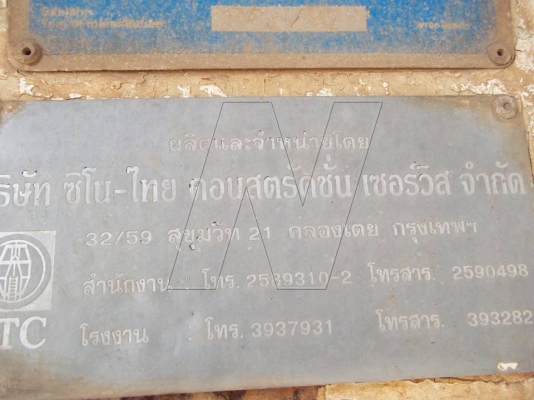 ผลิตและจำหน่ายโดย
ริษัท ซิโน-ไทย คอนสตรัคชั่น เซอร์วิส จำกัด
32/59 สุขุมวิท 21 คลองเตย กรุงเทพฯ
สำนักงาน โทร. 2589310-2 โทรสาร. 2590498
TC
โรงงาน โทร. 3937931 โทรสาร. 393282
N